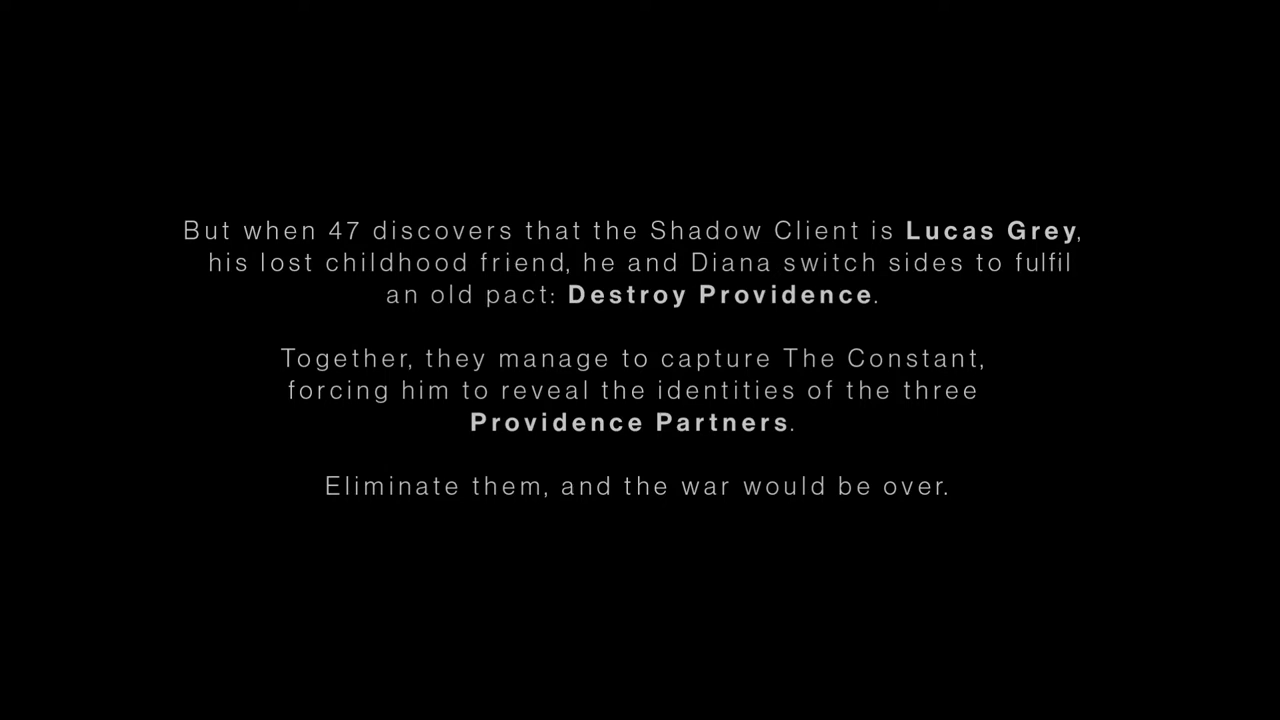 But when 47 discovers that the Shadow Client is Lucas Grey,
his lost childhood friend, he and Diana switch sides to fulfil
an old pact: Destroy Providence.
Together, they manage to capture The Constant,
forcing him to reveal the identities of the three
Providence Partners.
Eliminate them, and the war would be over.